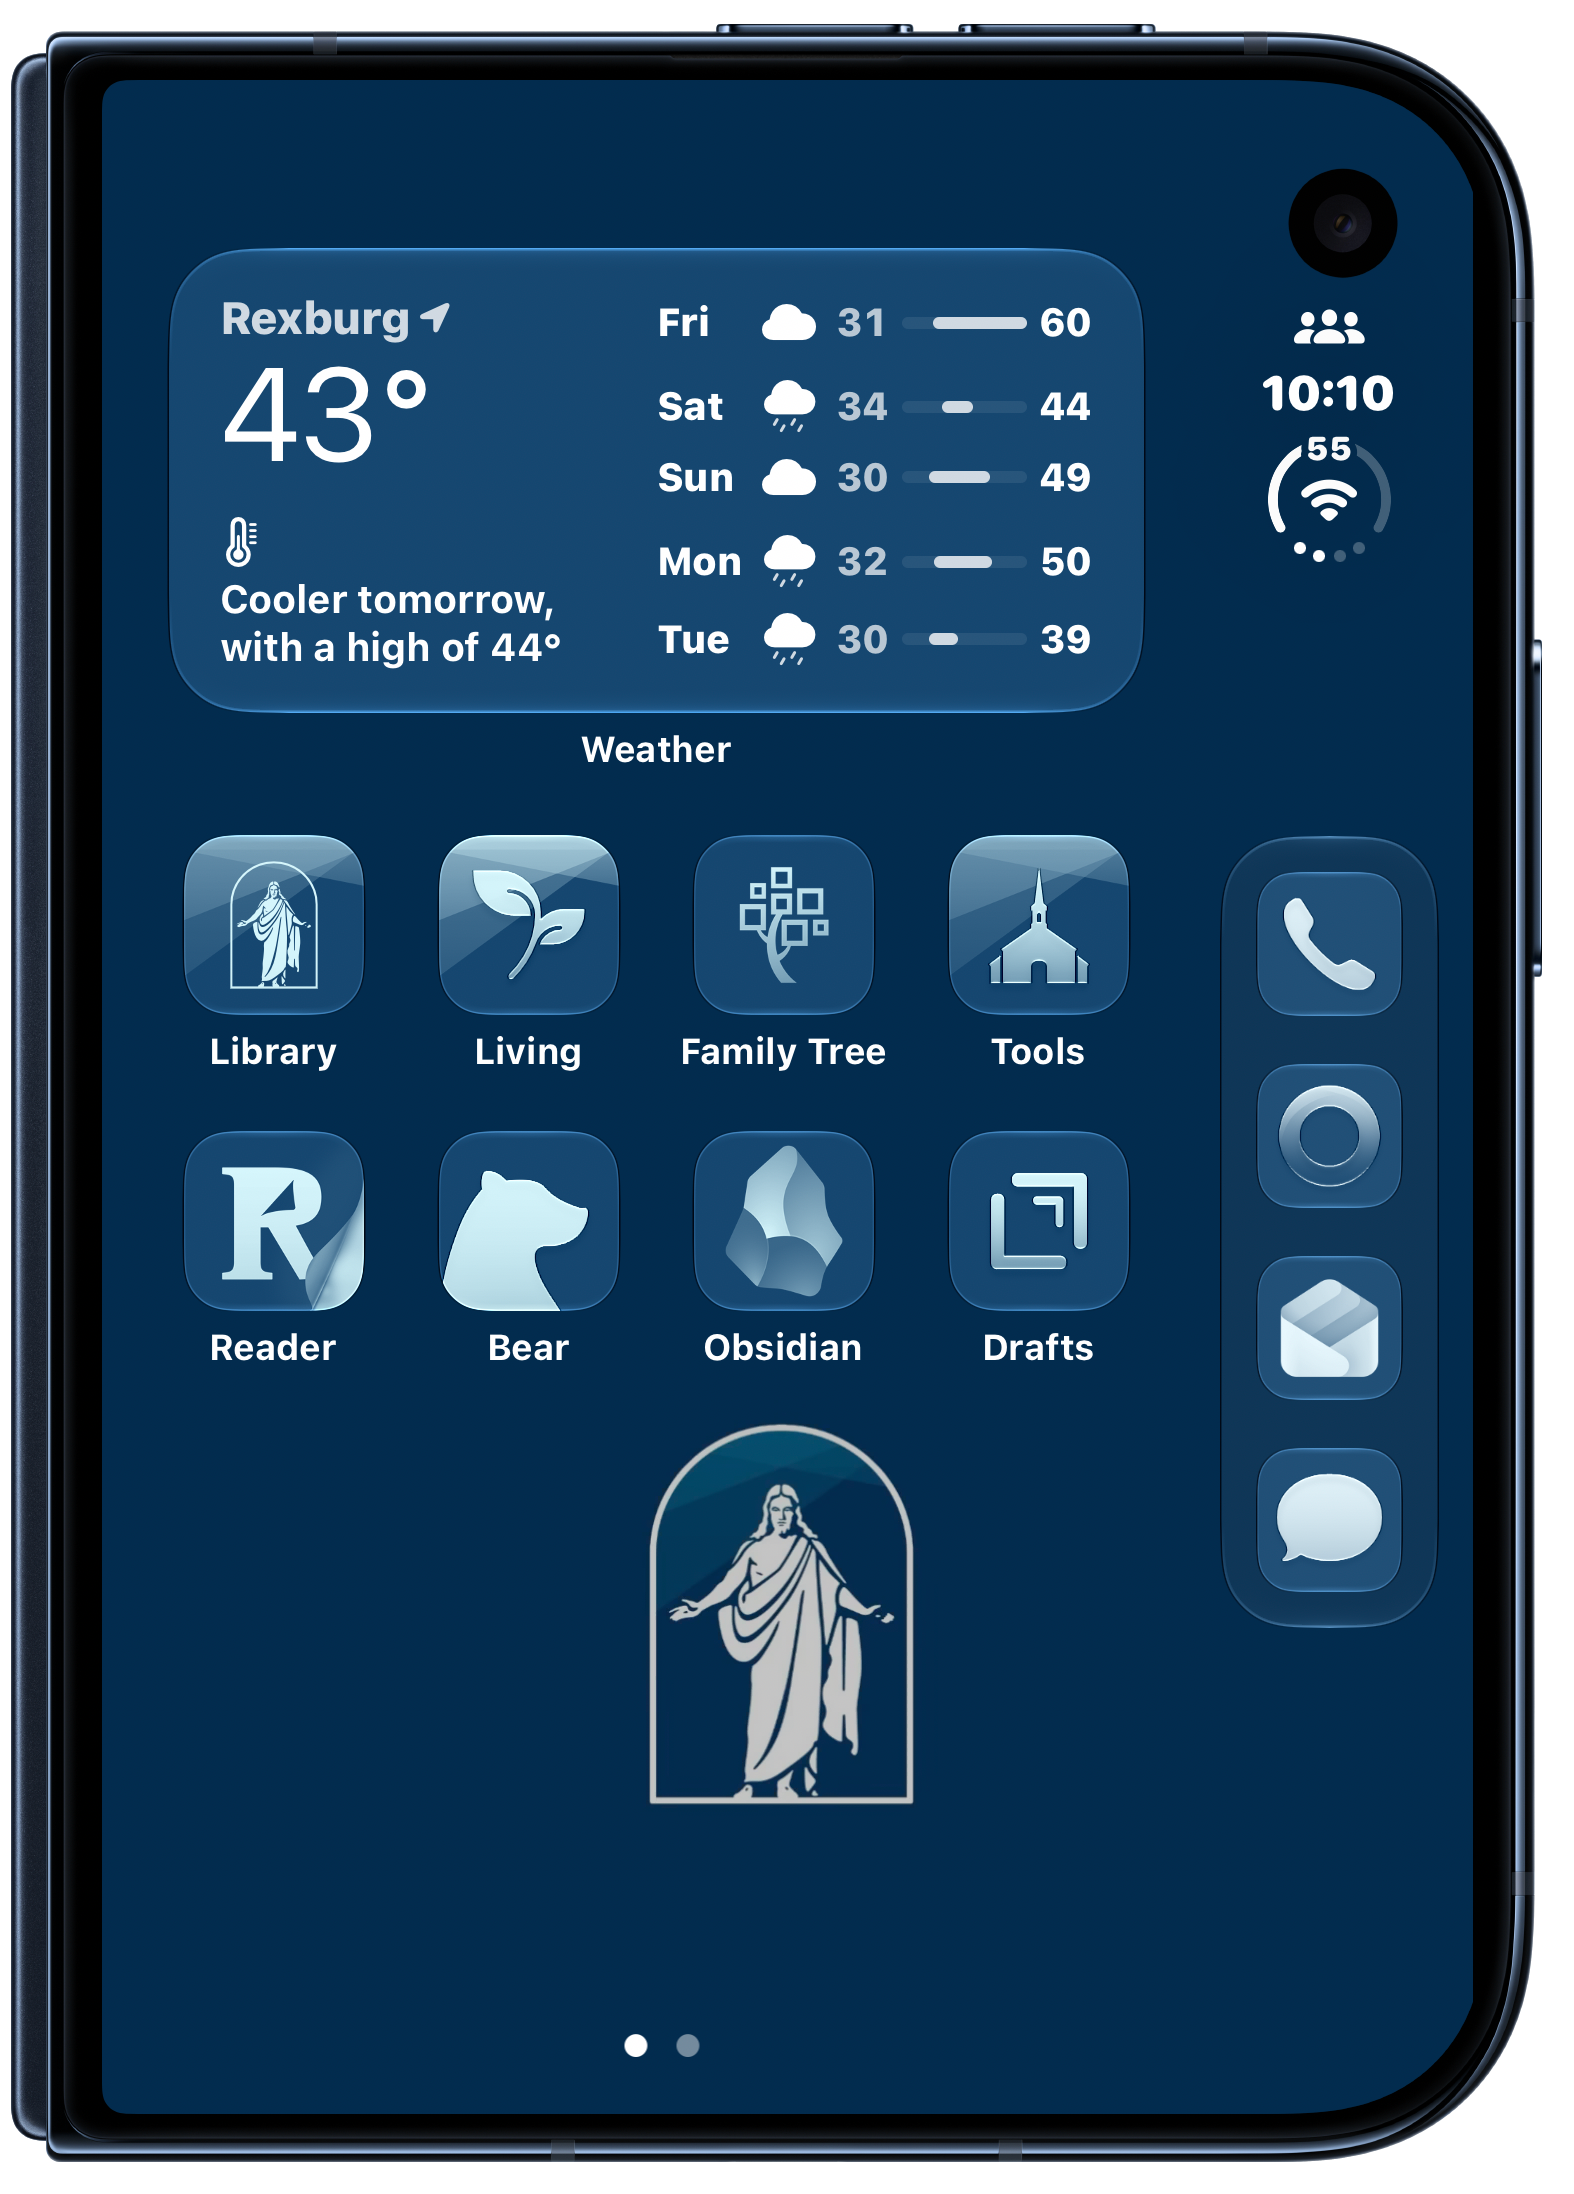 Rexburg
43°
Cooler tomorrow,
with a high of 44°
Fri 31 60
Sat 34 44
Sun 30 49
Mon 32 50
Tue 30 39
Weather
10:10
55
Library Living Family Tree Tools
R
Reader Bear Obsidian Drafts